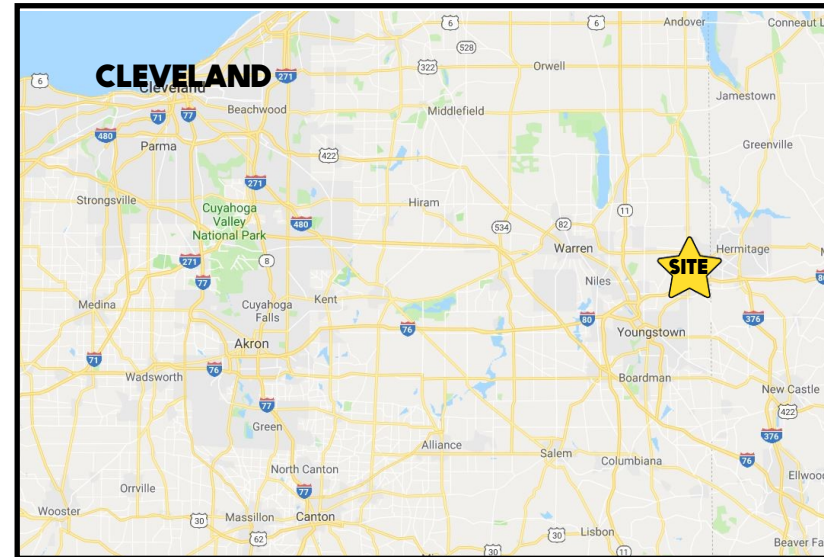 6
6
Andover
Conneaut L
528
322
Orwell
CLEVELAND
271
6
Cleveland
Jamestown
71
77
Beachwood
Middlefield
480
Parma
Greenville
422
271
Strongsville
Hiram
Cuyahoga
Valley
National Park
480
11
534
82
Warren
Hermitage
8
271
SITE
77
Niles
Medina
Cuyahoga
Falls
Kent
80
376
76
Youngstown
Akron
71
76
Wadsworth
Boardman
New Castle
77
422
Green
376
Alliance
Salem
Columbiana
76
North Canton
Ellwoo
77
Orrville
Wooster
30
Massillon
Canton
62
30
Lisbon
30
11
Beaver Fa